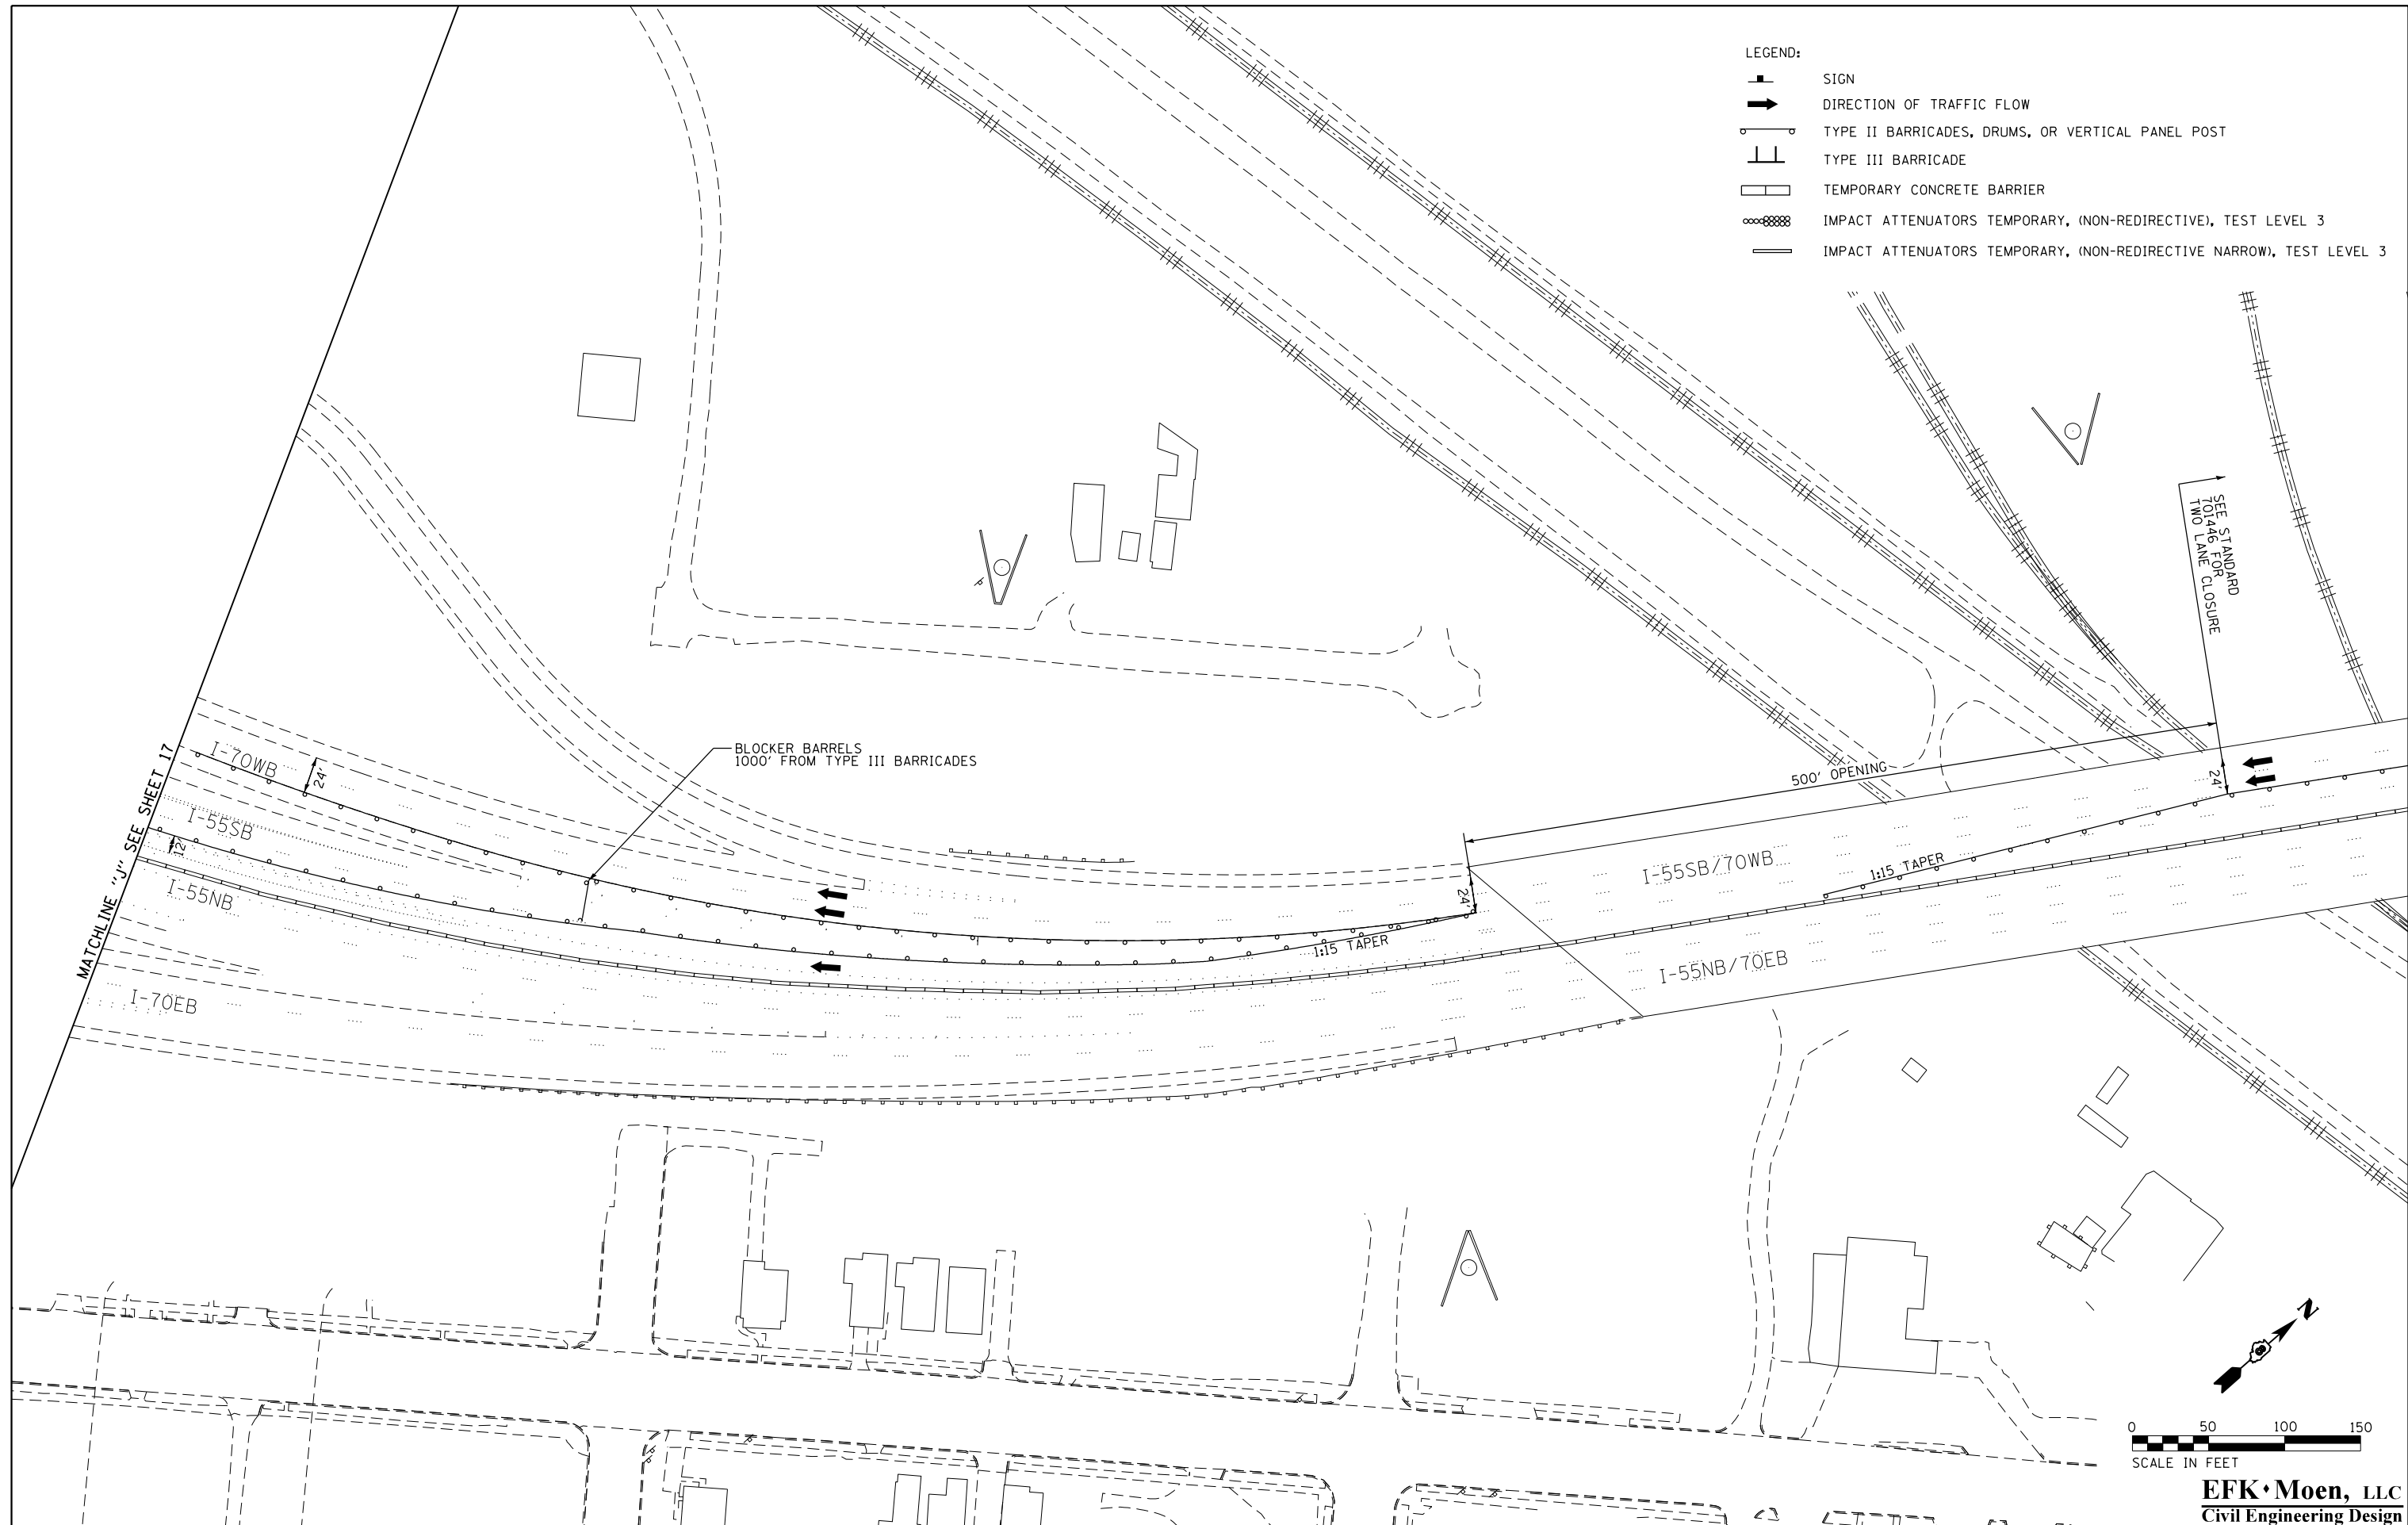 LEGEND:
SIGN
DIRECTION OF TRAFFIC FLOW
TYPE II BARRICADES, DRUMS, OR VERTICAL PANEL POST
TYPE III BARRICADE
TEMPORARY CONCRETE BARRIER
IMPACT ATTENUATORS TEMPORARY, (NON-REDIRECTIVE), TEST LEVEL 3
IMPACT ATTENUATORS TEMPORARY, (NON-REDIRECTIVE NARROW), TEST LEVEL 3
SEE STANDARD
701446 FOR
TWO LANE CLOSURE
MATCHLINE "J" SEE SHEET 17
I-70WB
24'
BLOCKER BARRELS
1000' FROM TYPE III BARRICADES
500' OPENING
24'
I-55SB
12'
I-55SB/70WB
1:15 TAPER
I-55NB
24'
1:15 TAPER
I-55NB/70EB
I-70EB
N
0 50 100 150
SCALE IN FEET
EFK•Moen, LLC
Civil Engineering Design